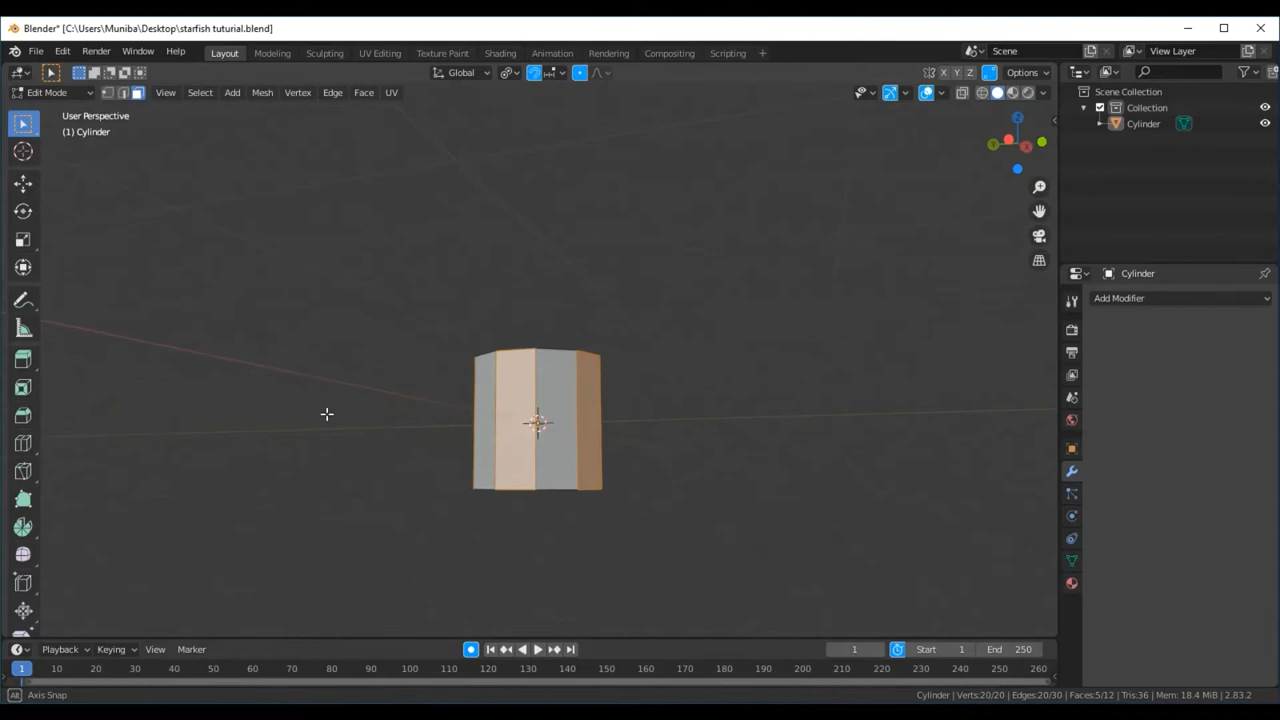 Blender* [C:\Users\Muniba\Desktop\starfish tuturial.blend]
File Edit Render Window Help Layout Modeling Sculpting UV Editing Texture Paint Shading Animation Rendering Compositing Scripting + Scene View Layer
Global X Y Z Options
Edit Mode View Select Add Mesh Vertex Edge Face UV
Scene Collection
Collection
Cylinder
User Perspective
(1) Cylinder
Z
Y X
Cylinder
Add Modifier
Playback Keying View Marker 1 Start 1 End 250
1 10 20 30 40 50 60 70 80 90 100 110 120 130 140 150 160 170 180 190 200 210 220 230 240 250 260
Alt Axis Snap Cylinder | Verts:20/20 | Edges:20/30 | Faces:5/12 | Tris:36 | Mem: 18.4 MiB | 2.83.2